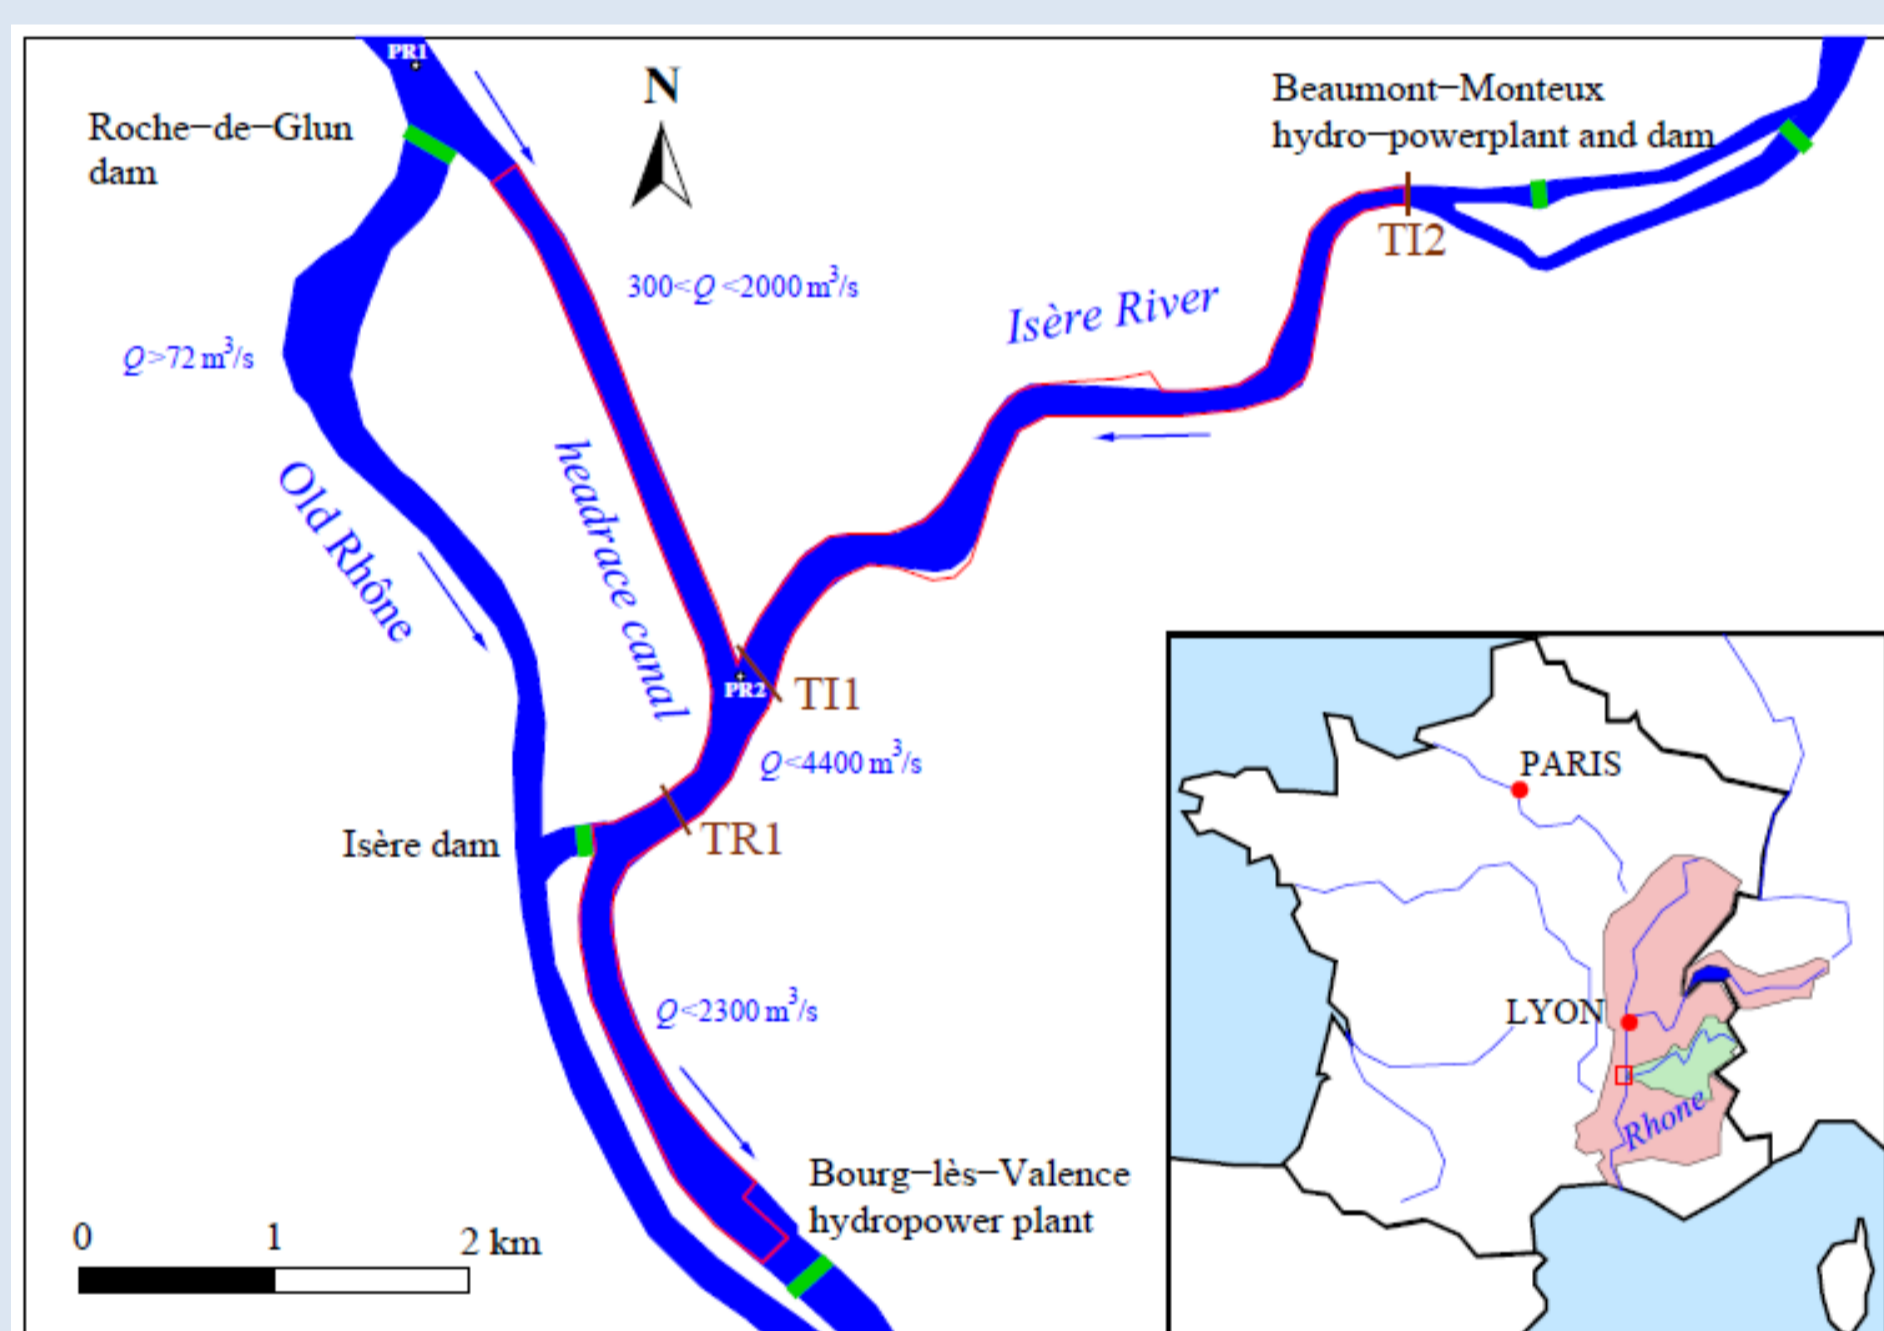 PR1
N
Roche-de-Glun
dam
Beaumont-Monteux
hydro-powerplant and dam
TI2
300<Q <2000 m³/s
Isère River
Q>72 m³/s
headrace canal
Old Rhône
PR2
TI1
Q<4400 m³/s
Isère dam
TR1
Q<2300 m³/s
Bourg-lès-Valence
hydropower plant
0 1 2 km
PARIS
LYON
Rhone